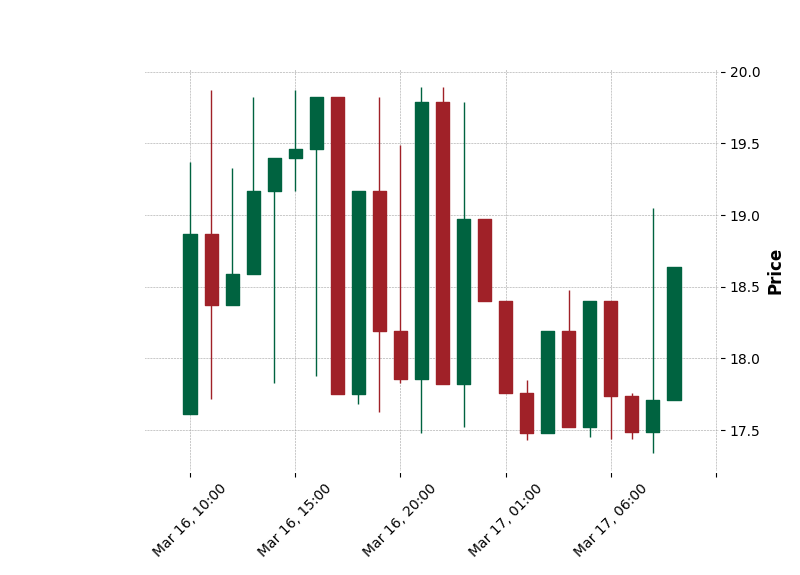 20.0
19.5
19.0
18.5
18.0
17.5
Price
Mar 16, 10:00
Mar 16, 15:00
Mar 16, 20:00
Mar 17, 01:00
Mar 17, 06:00